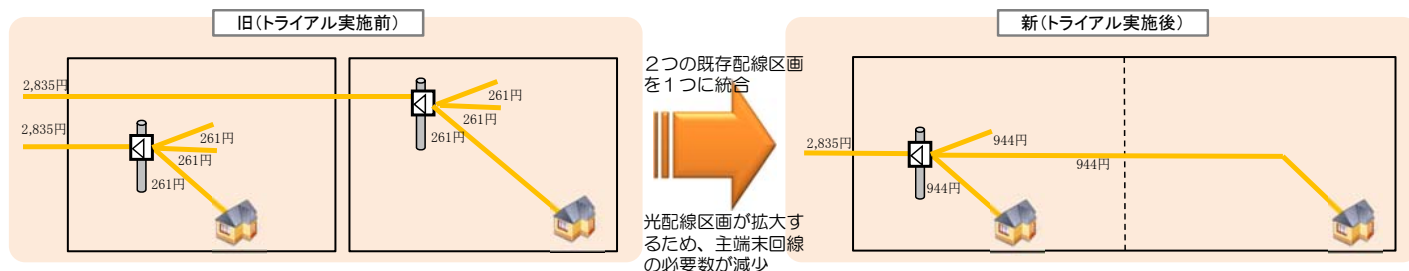 旧(トライアル実施前)
2,835円
2,835円
261円
261円
261円
261円
261円
261円
２つの既存配線区画
を１つに統合
光配線区画が拡大す
るため、主端末回線
の必要数が減少
新(トライアル実施後)
2,835円
944円
944円
944円